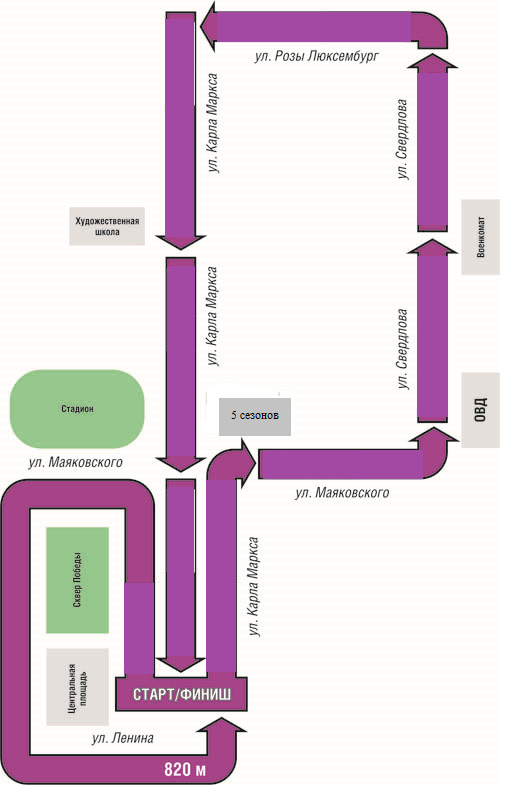 ул. Розы Люксембург
ул. Карла Маркса
ул. Свердлова
Художественная
школа
Военкомат
ул. Карла Маркса
ул. Свердлова
Стадион
5 сезонов
ОВД
ул. Маяковского
ул. Маяковского
Сквер Победы
ул. Карла Маркса
Центральная
площадь
СТАРТ/ФИНИШ
ул. Ленина
820 м